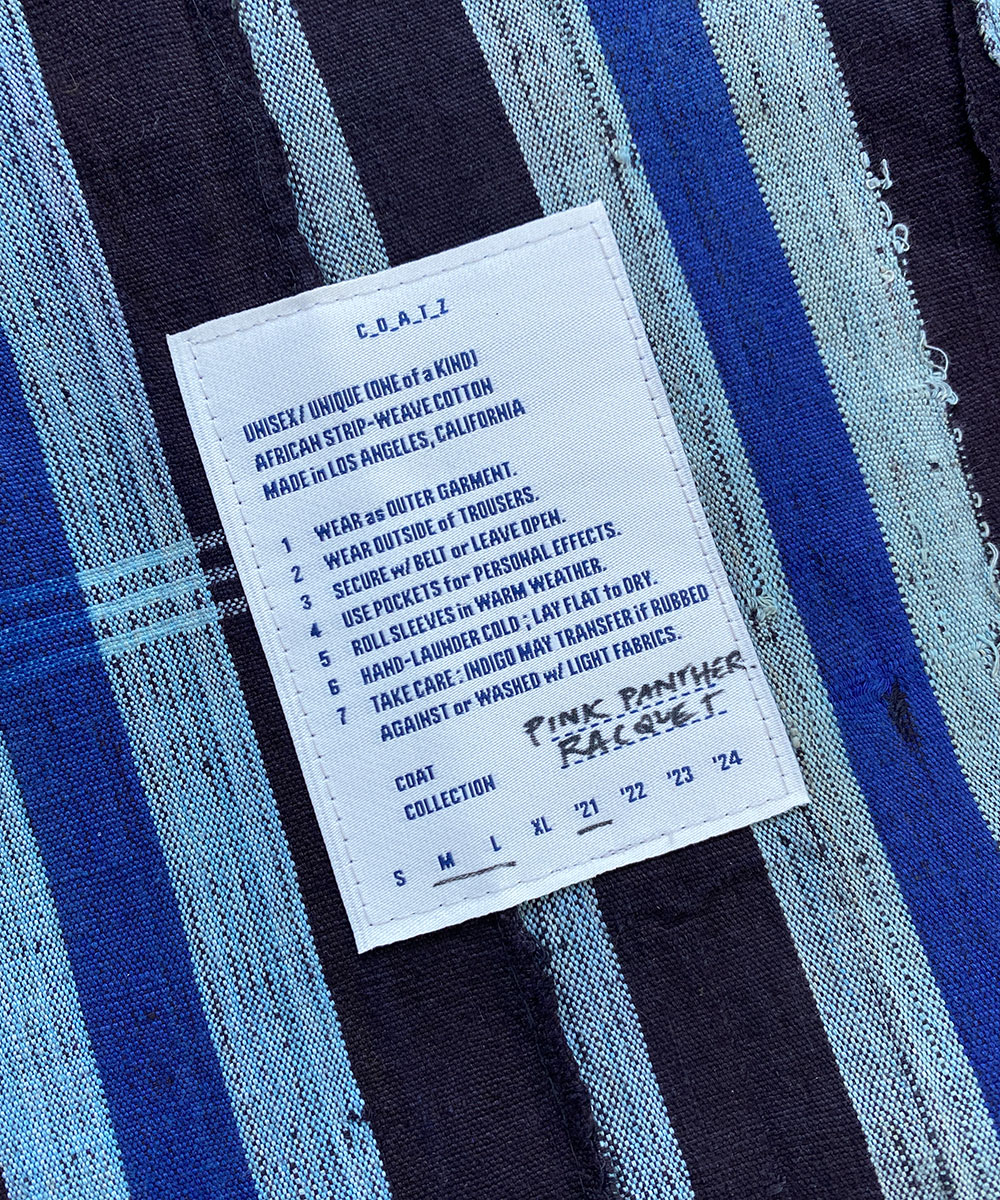 C_O_A_T_Z
UNISEX / UNIQUE (ONE of a KIND)
AFRICAN STRIP-WEAVE COTTON
MADE in LOS ANGELES, CALIFORNIA
1 WEAR as OUTER GARMENT.
2 WEAR OUTSIDE of TROUSERS.
3 SECURE w/ BELT or LEAVE OPEN.
4 USE POCKETS for PERSONAL EFFECTS.
5 ROLL SLEEVES in WARM WEATHER.
6 HAND-LAUNDER COLD ; LAY FLAT to DRY.
7 TAKE CARE : INDIGO MAY TRANSFER if RUBBED
AGAINST or WASHED w/ LIGHT FABRICS.
COAT PINK PANTHER
COLLECTION RACQUET
S M L XL '21 '22 '23 '24